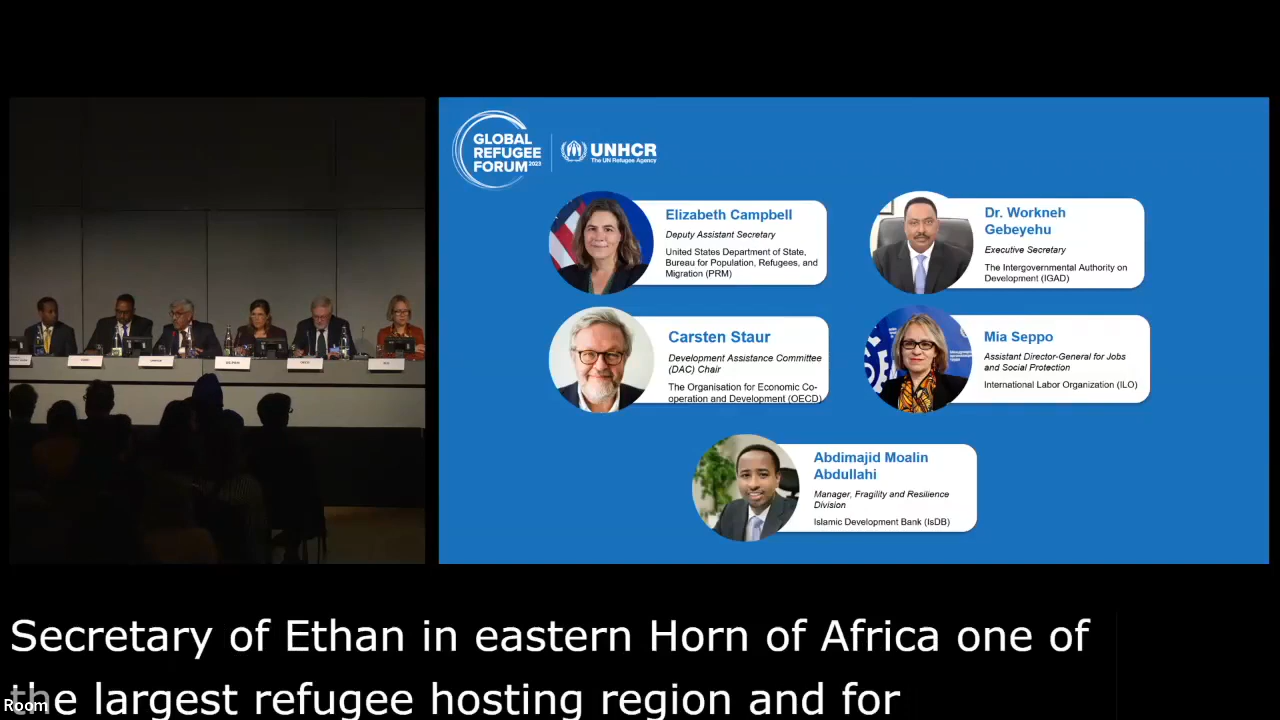 GLOBAL
REFUGEE
FORUM 2023
UNHCR
The UN Refugee Agency
Elizabeth Campbell
Deputy Assistant Secretary
United States Department of State,
Bureau for Population, Refugees, and
Migration (PRM)
Dr. Workneh
Gebeyehu
Executive Secretary
The Intergovernmental Authority on
Development (IGAD)
Carsten Staur
Development Assistance Committee
(DAC) Chair
The Organisation for Economic Co-
operation and Development (OECD)
Mia Seppo
Assistant Director-General for Jobs
and Social Protection
International Labor Organization (ILO)
Abdimajid Moalin
Abdullahi
Manager, Fragility and Resilience
Division
Islamic Development Bank (IsDB)
Secretary of Ethan in eastern Horn of Africa one of
the largest refugee hosting region and for
Room